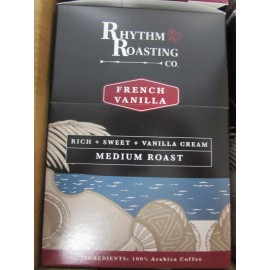 RHYTHM
ROASTING
CO.
FRENCH
VANILLA
RICH + SWEET + VANILLA CREAM
MEDIUM ROAST
INGREDIENTS: 100% Arabica Coffee